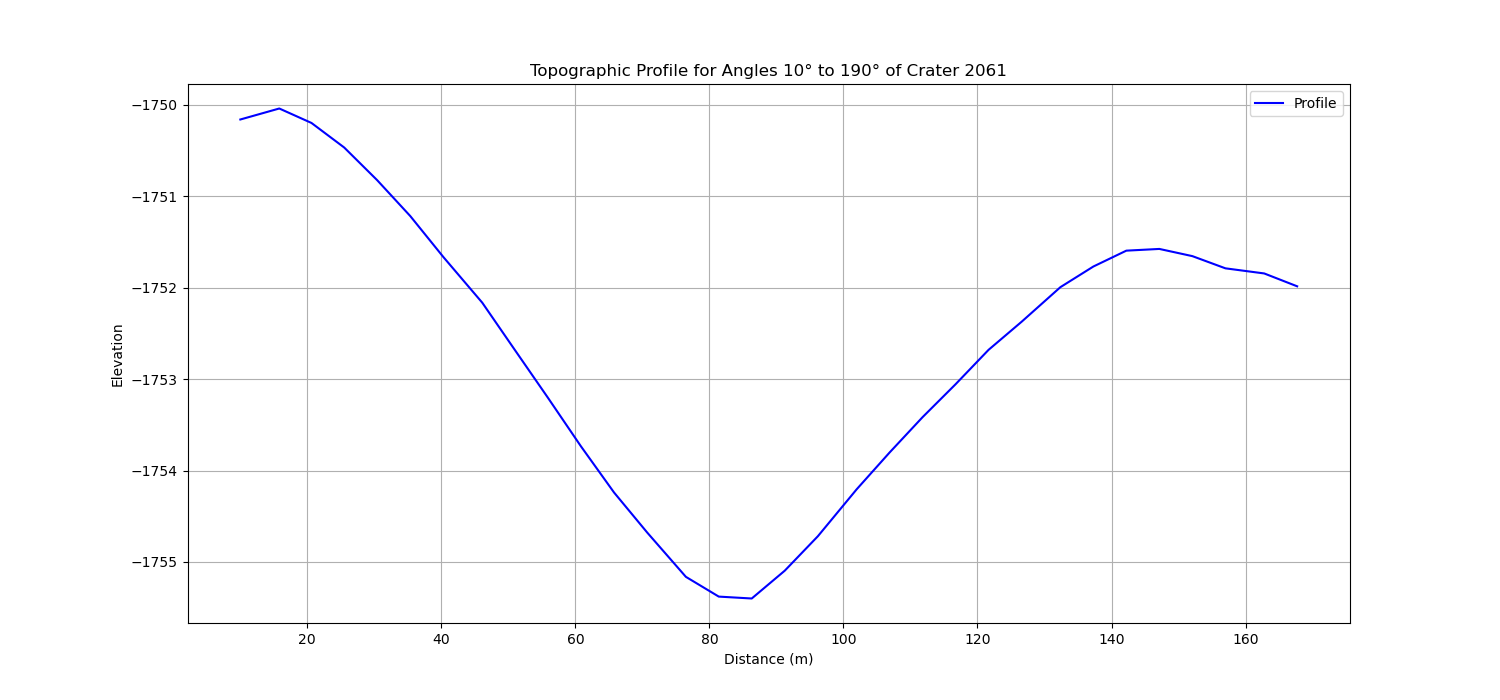 Topographic Profile for Angles 10° to 190° of Crater 2061
Profile
−1750
−1751
−1752
−1753
−1754
−1755
Elevation
20 40 60 80 100 120 140 160
Distance (m)